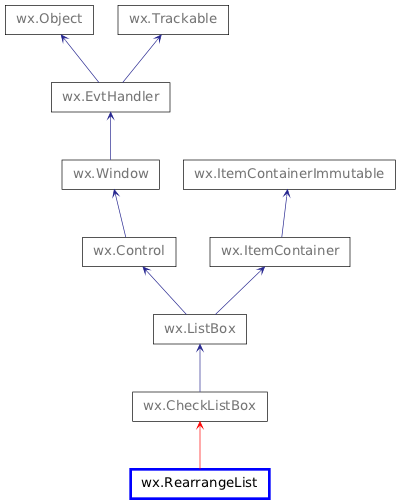 wx.Object
wx.Trackable
wx.EvtHandler
wx.Window
wx.ItemContainerImmutable
wx.Control
wx.ItemContainer
wx.ListBox
wx.CheckListBox
wx.RearrangeList